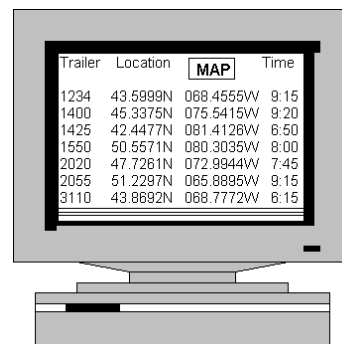 Trailer Location MAP Time
1234 43.5999N 068.4555W 9:15
1400 45.3375N 075.5415W 9:20
1425 42.4477N 081.4126W 6:50
1550 50.5571N 080.3035W 8:00
2020 47.7261N 072.9944W 7:45
2055 51.2297N 065.8895W 9:15
3110 43.8692N 068.7772W 6:15